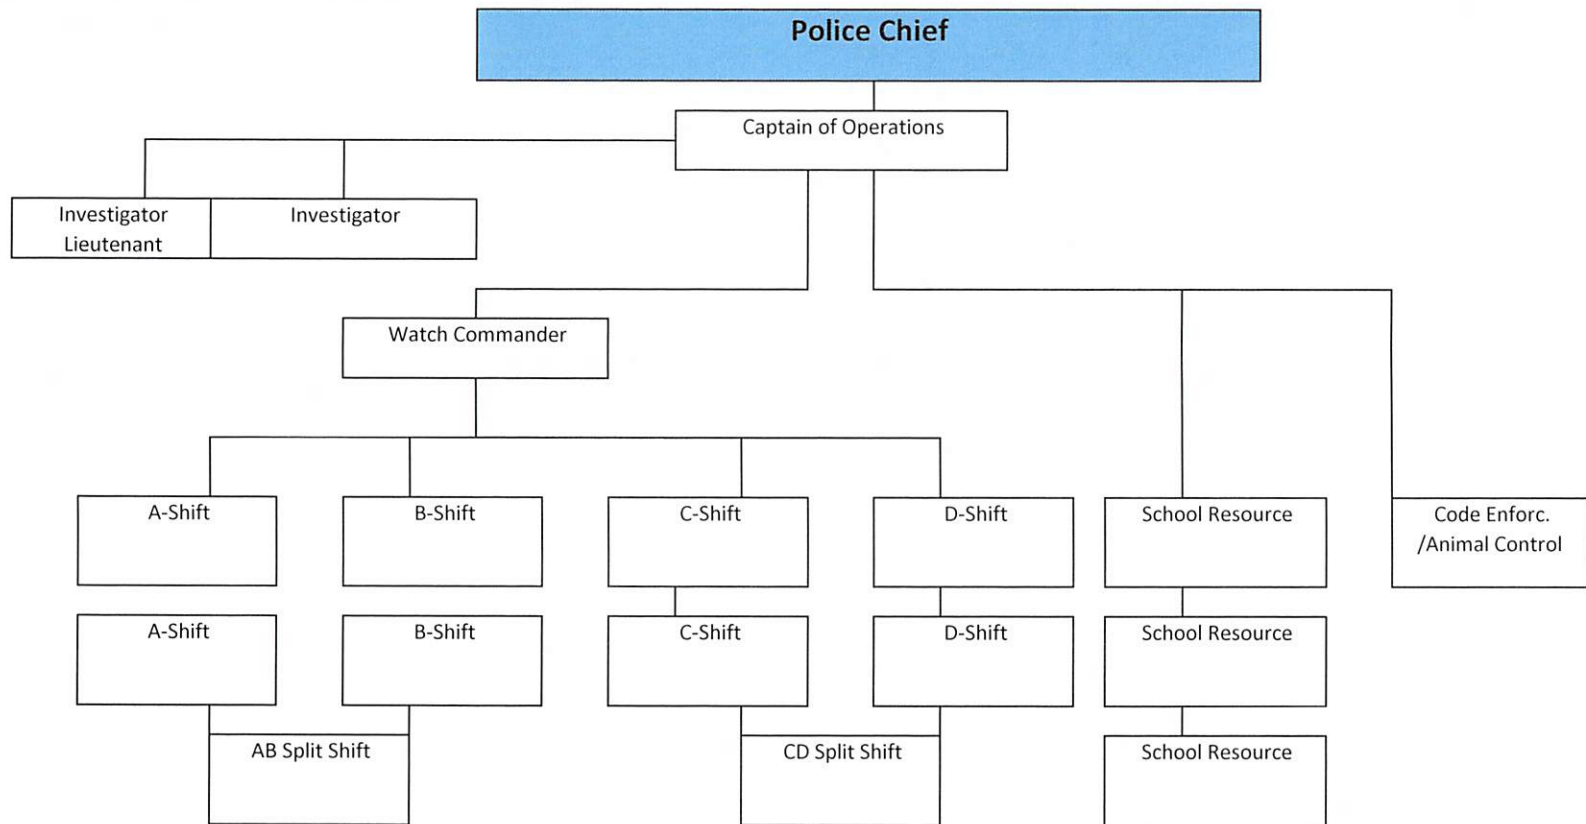 Police Chief
Captain of Operations
Investigator
Lieutenant
Investigator
Watch Commander
A-Shift
B-Shift
C-Shift
D-Shift
School Resource
Code Enforc.
/Animal Control
A-Shift
B-Shift
C-Shift
D-Shift
School Resource
AB Split Shift
CD Split Shift
School Resource